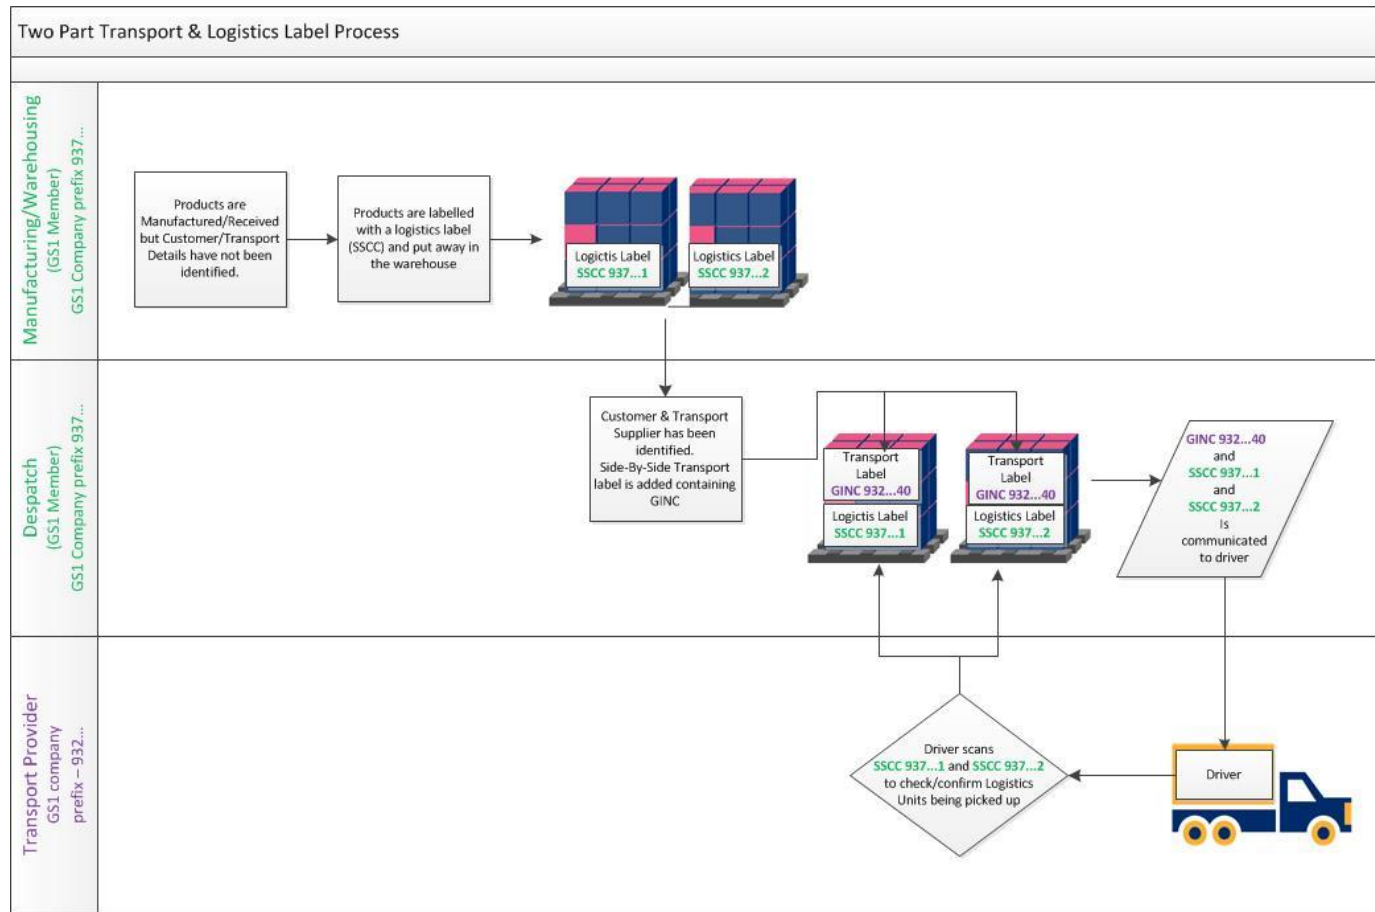 Two Part Transport & Logistics Label Process
Manufacturing/Warehousing
(GS1 Member)
GS1 Company prefix 937...
Products are
Manufactured/Received
but Customer/Transport
Details have not been
identified.
Products are labelled
with a logistics label
(SSCC) and put away in
the warehouse
Logictis Label
SSCC 937...1
Logistics Label
SSCC 937...2
Despatch
(GS1 Member)
GS1 Company prefix 937...
Customer & Transport
Supplier has been
identified.
Side-By-Side Transport
label is added containing
GINC
Transport
Label
GINC 932...40
Logictis Label
SSCC 937...1
Transport
Label
GINC 932...40
Logistics Label
SSCC 937...2
GINC 932...40
and
SSCC 937...1
and
SSCC 937...2
Is
communicated
to driver
Transport Provider
GS1 company
prefix – 932...
Driver scans
SSCC 937...1 and SSCC 937...2
to check/confirm Logistics
Units being picked up
Driver